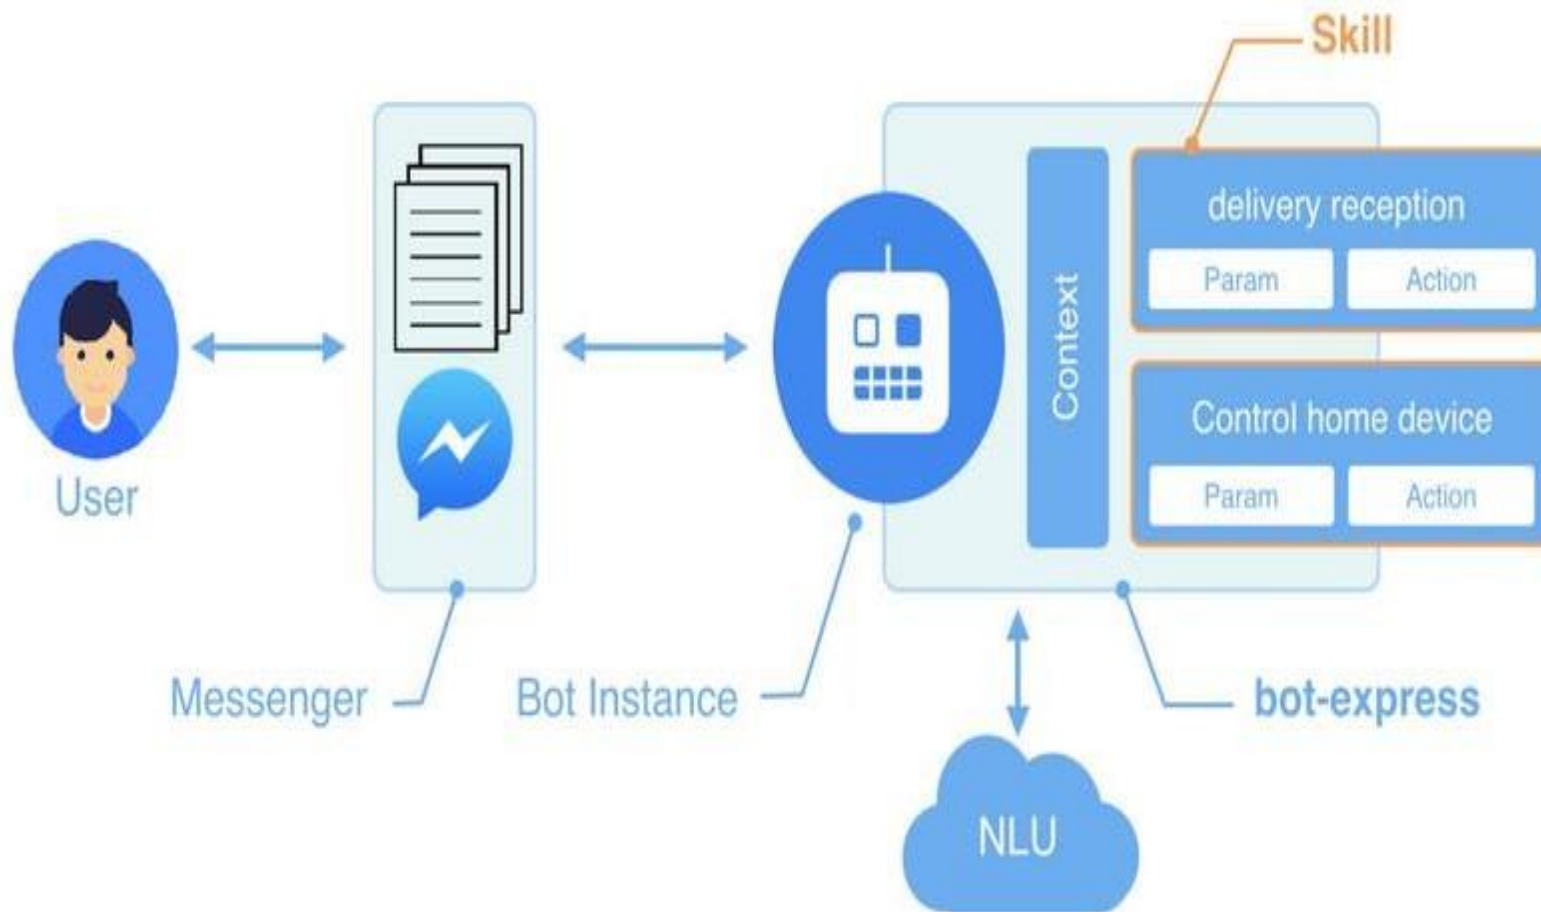 Skill
delivery reception
Param
Action
Context
Control home device
Param
Action
User
Messenger
Bot Instance
bot-express
NLU